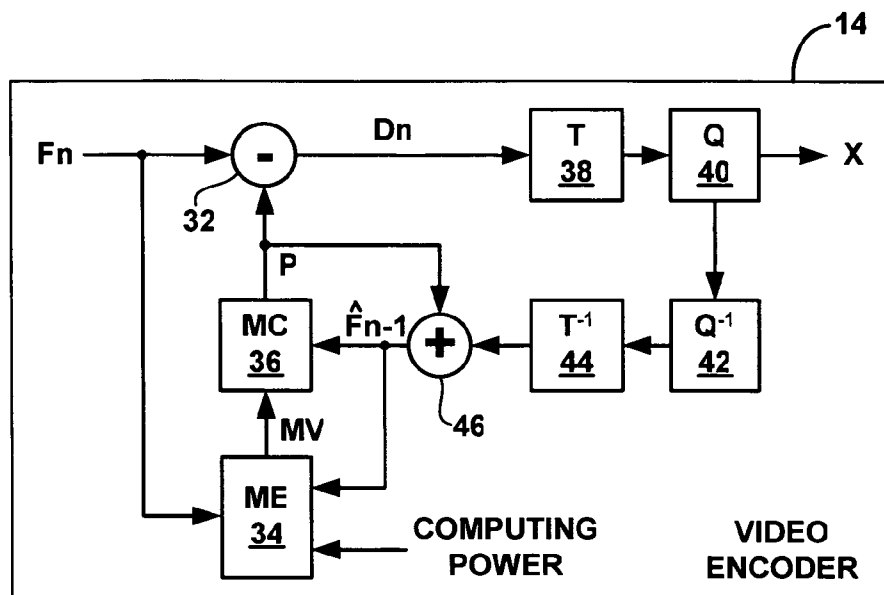 14
Fn
-
Dn
T
38
Q
40
X
32
P
MC
36
F̂n-1
+
T⁻¹
44
Q⁻¹
42
46
MV
ME
34
COMPUTING
POWER
VIDEO
ENCODER